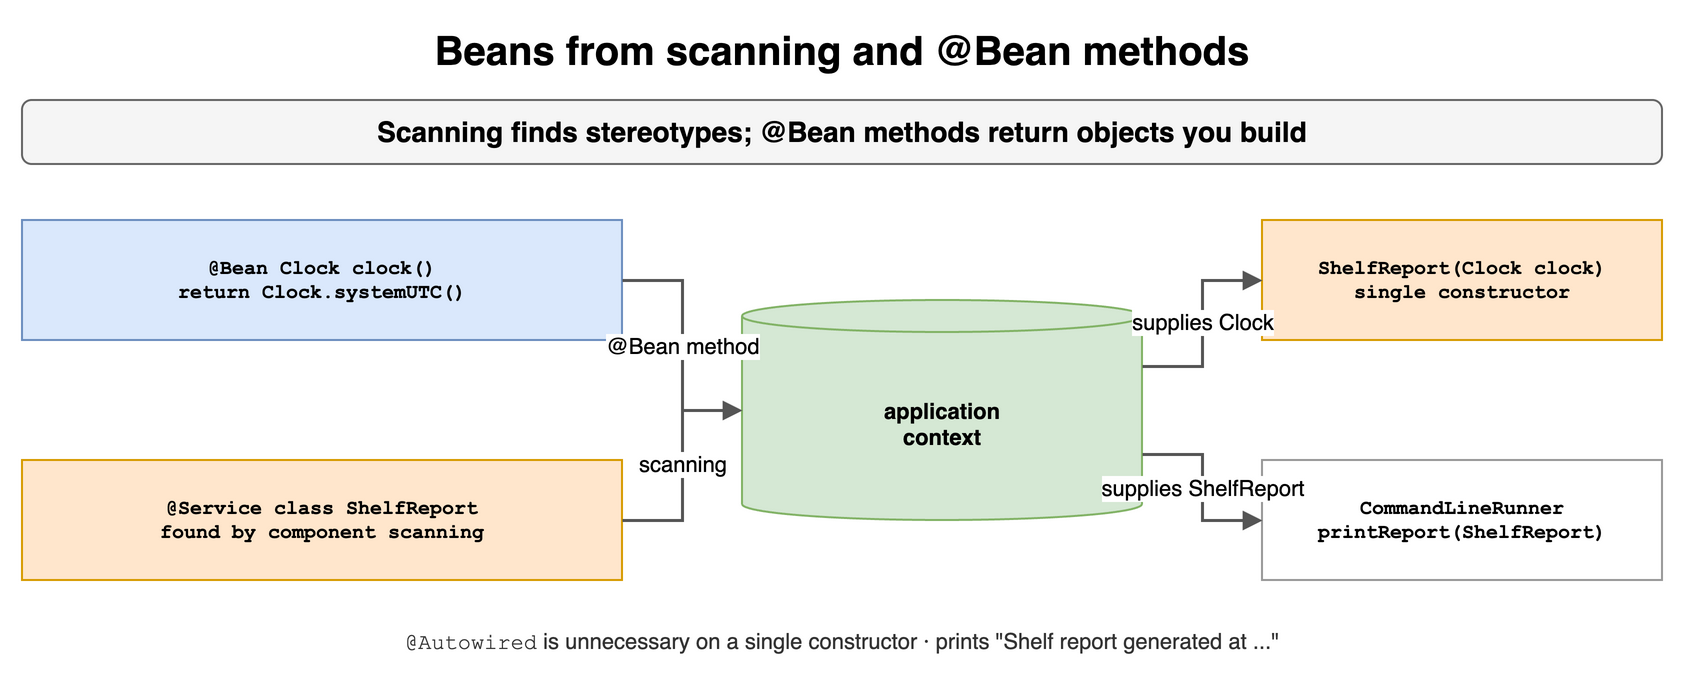 Beans from scanning and @Bean methods
Scanning finds stereotypes; @Bean methods return objects you build
@Bean Clock clock()
return Clock.systemUTC()
@Bean method
@Service class ShelfReport
found by component scanning
scanning
application
context
supplies Clock
ShelfReport(Clock clock)
single constructor
supplies ShelfReport
CommandLineRunner
printReport(ShelfReport)
@Autowired is unnecessary on a single constructor · prints "Shelf report generated at ..."